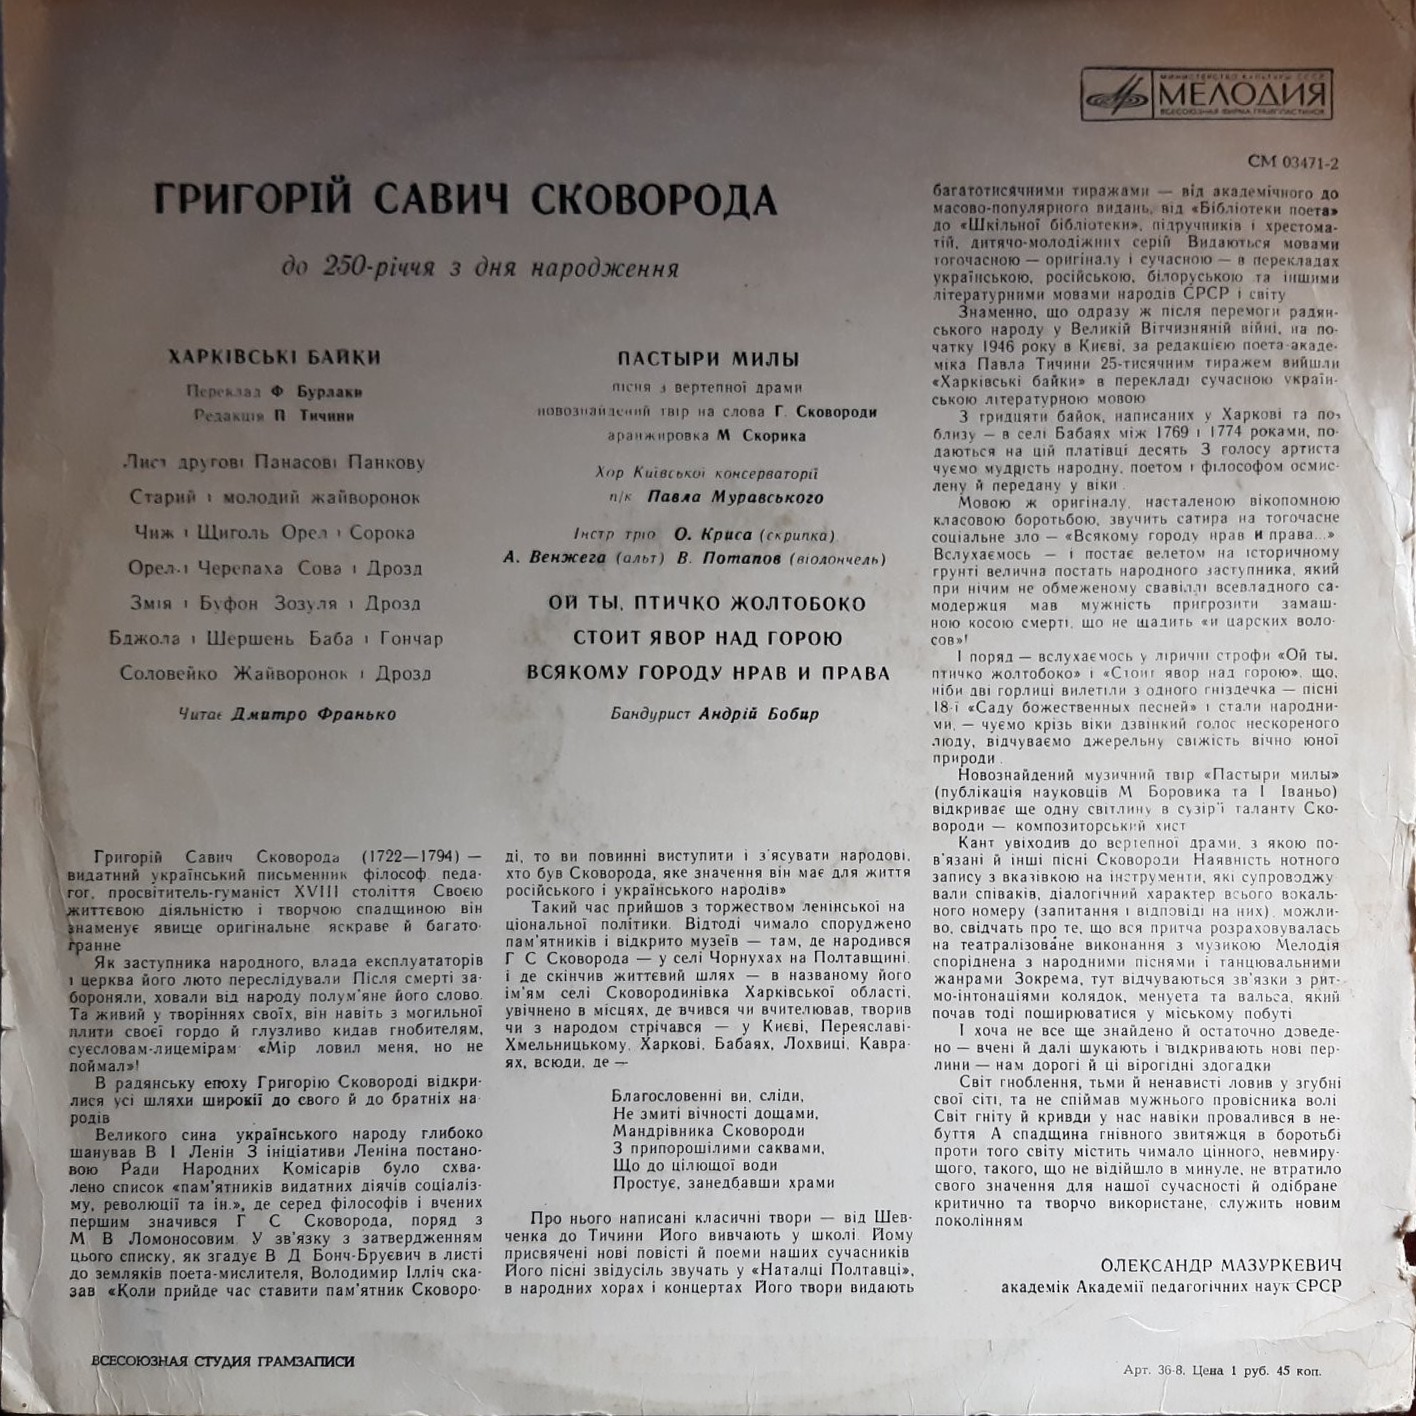 МИНИСТЕРСТВО КУЛЬТУРЫ СССР
МЕЛОДИЯ
ВСЕСОЮЗНАЯ ФИРМА ГРАМПЛАСТИНОК
СМ 03471-2
ГРИГОРІЙ САВИЧ СКОВОРОДА
до 250-річчя з дня народження
ХАРКІВСЬКІ БАЙКИ
Переклад Ф Бурлаки
Редакція П Тичини
Лист другові Панасові Панкову
Старий і молодий жайворонок
Чиж і Щиголь Орел і Сорока
Орел і Черепаха Сова і Дрозд
Змія і Буфон Зозуля і Дрозд
Бджола і Шершень Баба і Гончар
Соловейко Жайворонок і Дрозд
Читає Дмитро Франько
ПАСТЫРИ МИЛЫ
пісня з вертепної драми
новознайдений твір на слова Г. Сковороди
аранжировка М Скорика
Хор Київської консерваторії
п/к Павла Муравського
Інстр тріо О. Криса (скрипка)
А. Венжега (альт) В. Потапов (віолончель)
ОЙ ТЫ, ПТИЧКО ЖОЛТОБОКО
СТОИТ ЯВОР НАД ГОРОЮ
ВСЯКОМУ ГОРОДУ НРАВ И ПРАВА
Бандурист Андрій Бобир
Григорій Савич Сковорода (1722—1794) —
видатний український письменник філософ педа-
гог, просвітитель-гуманіст XVIII століття Своєю
життєвою діяльністю і творчою спадщиною він
знаменує явище оригінальне яскраве й багато-
гранне
Як заступника народного, влада експлуататорів
і церква його люто переслідували Після смерті за-
бороняли, ховали від народу полум'яне його слово.
Та живий у творіннях своїх, він навіть з могильної
плити своєї гордо й глузливо кидав гнобителям,
суєсловам-лицемірам «Мір ловил меня, но не
поймал»!
В радянську епоху Григорію Сковороді відкри-
лися усі шляхи широкії до свого й до братніх на-
родів
Великого сина українського народу глибоко
шанував В І Ленін З ініціативи Леніна постано-
вою Ради Народних Комісарів було схва-
лено список «пам'ятників видатних діячів соціаліз-
му, революції та ін.», де серед філософів і вчених
першим значився Г С Сковорода, поряд з
М В Ломоносовим У зв'язку з затвердженням
цього списку, як згадує В Д Бонч-Бруєвич в листі
до земляків поета-мислителя, Володимир Ілліч ска-
зав «Коли прийде час ставити пам'ятник Сковоро-
ді, то ви повинні виступити і з'ясувати народові,
хто був Сковорода, яке значення він має для життя
російського і українського народів»
Такий час прийшов з торжеством ленінської на-
ціональної політики. Відтоді чимало споруджено
пам'ятників і відкрито музеїв — там, де народився
Г С Сковорода — у селі Чорнухах на Полтавщині
і де скінчив життєвий шлях — в названому його
ім'ям селі Сковородинівка Харківської області,
увічнено в місцях, де вчився чи вчителював, творив
чи з народом стрічався — у Києві, Переяславі-
Хмельницькому, Харкові, Бабаях, Лохвиці, Кавра-
ях, всюди, де —
Благословенні ви, сліди,
Не змиті вічності дощами,
Мандрівника Сковороди
З припорошілими саквами,
Що до цілющої води
Простує, занедбавши храми
Про нього написані класичні твори — від Шев-
ченка до Тичини Його вивчають у школі Йому
присвячені нові повісті й поеми наших сучасників
Його пісні звідусіль звучать у «Наталці Полтавці»,
в народних хорах і концертах Його твори видають
багатотисячними тиражами — від академічного до
масово-популярного видань, від «Бібліотеки поета»
до «Шкільної бібліотеки», підручників і хрестома-
тій, дитячо-молодіжних серій Видаються мовами
тогочасною — оригіналу і сучасною — в перекладах
українською, російською, білоруською та іншими
літературними мовами народів СРСР і світу
Знаменно, що одразу ж після перемоги радян-
ського народу у Великій Вітчизняній війні, на по-
чатку 1946 року в Києві, за редакцією поета-акаде-
міка Павла Тичини 25-тисячним тиражем вийшли
«Харківські байки» в перекладі сучасною україн-
ською літературною мовою
З тридцяти байок, написаних у Харкові та по-
близу — в селі Бабаях між 1769 і 1774 роками, по-
даються на цій платівці десять З голосу артиста
чуємо мудрість народну, поетом і філософом осмис-
лену й передану у віки
Мовою ж оригіналу, насталеною вікопомною
класовою боротьбою, звучить сатира на тогочасне
соціальне зло — «Всякому городу нрав и права...»
Вслухаємось — і постає велетом на історичному
грунті велична постать народного заступника, який
при нічим не обмеженому свавіллі всевладного са-
модержця мав мужність пригрозити замаш-
ною косою смерті, що не щадить «и царских воло-
сов»!
І поряд — вслухаємось у ліричні строфи «Ой ты,
птичко жолтобоко» і «Стоит явор над горою», що,
ніби дві горлиці вилетіли з одного гніздечка — пісні
18-ї «Саду божественных песней» і стали народни-
ми, — чуємо крізь віки дзвінкий голос нескореного
люду, відчуваємо джерельну свіжість вічно юної
природи
Новознайдений музичний твір «Пастыри милы»
(публікація науковців М Боровика та І Іваньо)
відкриває ще одну світлину в сузір'ї таланту Ско-
вороди — композиторський хист
Кант увіходив до вертепної драми, з якою по-
в'язані й інші пісні Сковороди Наявність нотного
запису з вказівкою на інструменти, які супроводжу-
вали співаків, діалогічний характер всього вокаль-
ного номеру (запитання і відповіді на них), можли-
во, свідчать про те, що вся притча розраховувалась
на театралізоване виконання з музикою Мелодія
споріднена з народними піснями і танцювальними
жанрами Зокрема, тут відчуваються зв'язки з рит-
мо-інтонаціями колядок, менуета та вальса, який
почав тоді поширюватися у міському побуті
І хоча не все ще знайдено й остаточно доведе-
но — вчені й далі шукають і відкривають нові пер-
лини — нам дорогі й ці вірогідні здогадки
Світ гноблення, тьми й ненависті ловив у згубні
свої сіті, та не спіймав мужнього провісника волі
Світ гніту й кривди у нас навіки провалився в не-
буття А спадщина гнівного звитяжця в боротьбі
проти того світу містить чимало цінного, невмиру-
щого, такого, що не відійшло в минуле, не втратило
свого значення для нашої сучасності й одібране
критично та творчо використане, служить новим
поколінням
ОЛЕКСАНДР МАЗУРКЕВИЧ
академік Академії педагогічних наук СРСР
ВСЕСОЮЗНАЯ СТУДИЯ ГРАМЗАПИСИ
Арт. 36-8. Цена 1 руб. 45 коп.